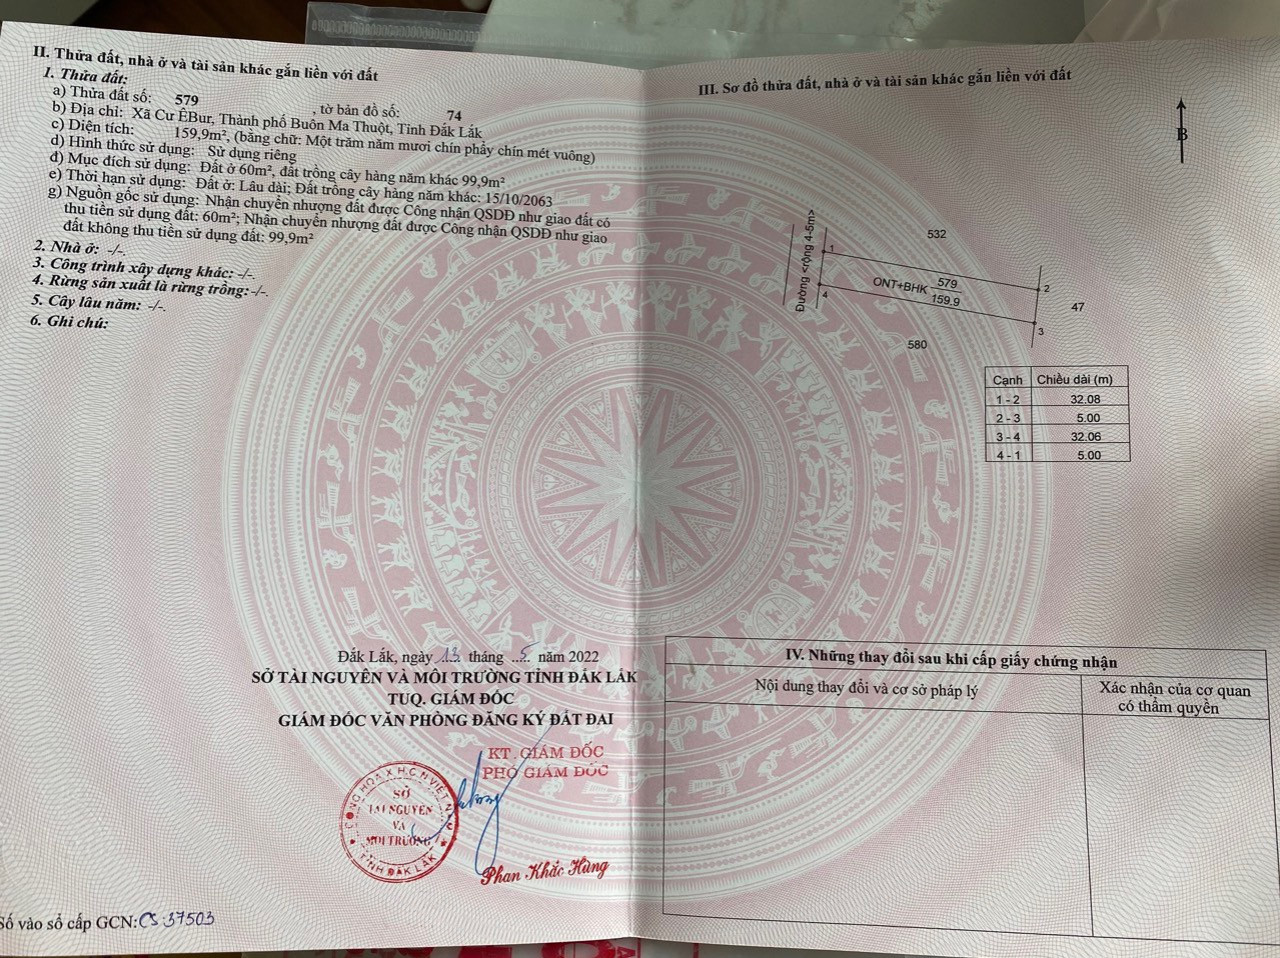 II. Thửa đất, nhà ở và tài sản khác gắn liền với đất
1. Thửa đất:
a) Thửa đất số: 579 , tờ bản đồ số: 74
b) Địa chỉ: Xã Cư ÊBur, Thành phố Buôn Ma Thuột, Tỉnh Đắk Lắk
c) Diện tích: 159,9m², (bằng chữ: Một trăm năm mươi chín phẩy chín mét vuông)
d) Hình thức sử dụng: Sử dụng riêng
đ) Mục đích sử dụng: Đất ở 60m², đất trồng cây hàng năm khác 99,9m²
e) Thời hạn sử dụng: Đất ở: Lâu dài; Đất trồng cây hàng năm khác: 15/10/2063
g) Nguồn gốc sử dụng: Nhận chuyển nhượng đất được Công nhận QSDĐ như giao đất có
thu tiền sử dụng đất: 60m²; Nhận chuyển nhượng đất được Công nhận QSDĐ như giao
đất không thu tiền sử dụng đất: 99,9m²
2. Nhà ở: -/-.
3. Công trình xây dựng khác: -/-.
4. Rừng sản xuất là rừng trồng: -/-.
5. Cây lâu năm: -/-.
6. Ghi chú:
Đắk Lắk, ngày 13 tháng 5 năm 2022
SỞ TÀI NGUYÊN VÀ MÔI TRƯỜNG TỈNH ĐẮK LẮK
TUQ. GIÁM ĐỐC
GIÁM ĐỐC VĂN PHÒNG ĐĂNG KÝ ĐẤT ĐAI
KT. GIÁM ĐỐC
PHÓ GIÁM ĐỐC
CỘNG HÒA X.H.C.N VIỆT NAM
SỞ
TÀI NGUYÊN
VÀ
MÔI TRƯỜNG
TỈNH ĐẮK LẮK
Phan Khắc Hùng
Số vào sổ cấp GCN: CS 37503
III. Sơ đồ thửa đất, nhà ở và tài sản khác gắn liền với đất
B
Đường <rộng 4-5m>
532
1
ONT+BHK 579
159.9
2
47
4
3
580
Cạnh Chiều dài (m)
1 - 2 32.08
2 - 3 5.00
3 - 4 32.06
4 - 1 5.00
IV. Những thay đổi sau khi cấp giấy chứng nhận
Nội dung thay đổi và cơ sở pháp lý
Xác nhận của cơ quan
có thẩm quyền